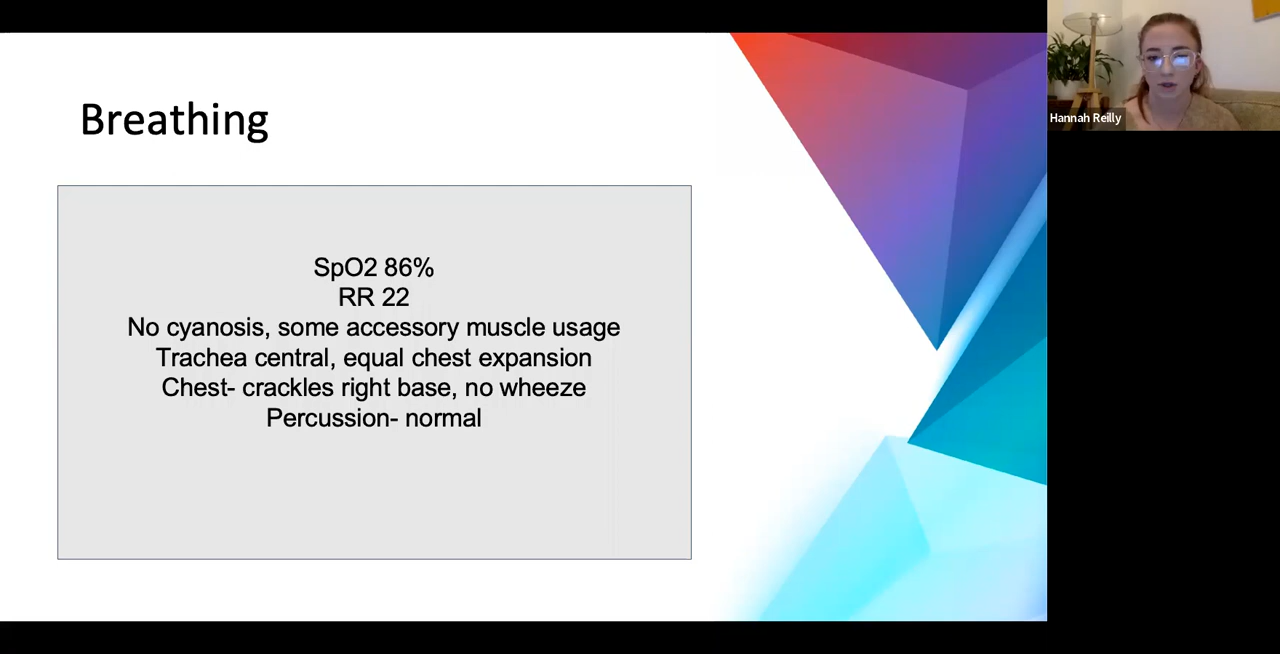 Breathing
SpO2 86%
RR 22
No cyanosis, some accessory muscle usage
Trachea central, equal chest expansion
Chest- crackles right base, no wheeze
Percussion- normal
Hannah Reilly